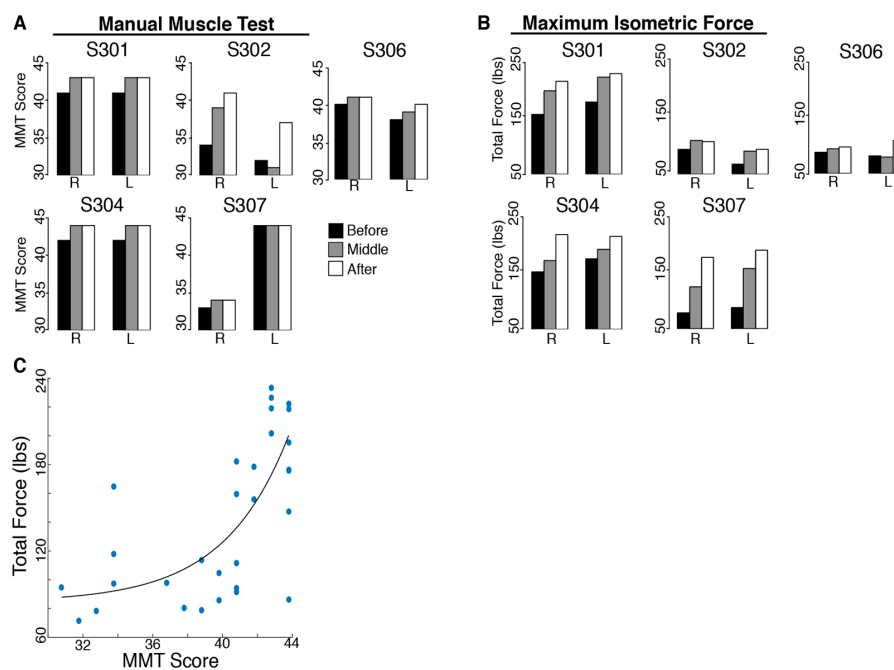 A Manual Muscle Test
S301 S302 S306
MMT Score
45
40
35
30
45
40
35
30
45
40
35
30
R L R L R L
S304 S307
MMT Score
45
40
35
30
45
40
35
30
R L R L
Before
Middle
After
B Maximum Isometric Force
S301 S302 S306
Total Force (lbs)
250
150
50
250
150
50
250
150
50
R L R L R L
S304 S307
Total Force (lbs)
250
150
50
250
150
50
R L R L
C
Total Force (lbs)
240
180
120
60
32 36 40 44
MMT Score